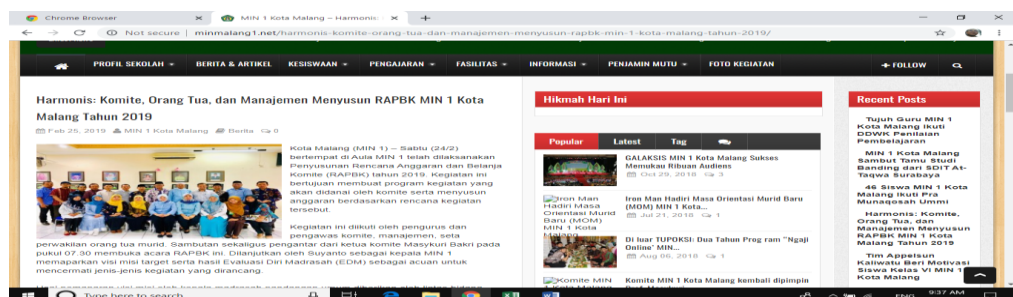 Chrome Browser
MIN 1 Kota Malang – Harmonis:
Not secure | minmalang1.net/harmonis-komite-orang-tua-dan-manajemen-menyusun-rapbk-min-1-kota-malang-tahun-2019/
PROFIL SEKOLAH BERITA & ARTIKEL KESISWAAN PENGAJARAN FASILITAS INFORMASI PENJAMIN MUTU FOTO KEGIATAN + FOLLOW
Harmonis: Komite, Orang Tua, dan Manajemen Menyusun RAPBK MIN 1 Kota
Malang Tahun 2019
Feb 25, 2019 MIN 1 Kota Malang Berita 0
Kota Malang (MIN 1) – Sabtu (24/2)
bertempat di Aula MIN 1 telah dilaksanakan
Penyusunan Rencana Anggaran dan Belanja
Komite (RAPBK) tahun 2019. Kegiatan ini
bertujuan membuat program kegiatan yang
akan didanai oleh komite serta menyusun
anggaran berdasarkan rencana kegiatan
tersebut.
Kegiatan ini diikuti oleh pengurus dan
pengawas komite, manajemen, seta
perwakilan orang tua murid. Sambutan sekaligus pengantar dari ketua komite Masykuri Bakri pada
pukul 07.30 membuka acara RAPBK ini. Dilanjutkan oleh Suyanto sebagai kepala MIN 1
memaparkan visi misi target serta hasil Evaluasi Diri Madrasah (EDM) sebagai acuan untuk
mencermati jenis-jenis kegiatan yang dirancang.
Hikmah Hari Ini
Popular Latest Tag
GALAKSIS MIN 1 Kota Malang Sukses
Memukau Ribuan Audiens
Oct 29, 2018 3
Iron Man
Hadiri Masa
Orientasi Murid
Baru (MOM)
MIN 1 Kota
Malang
Iron Man Hadiri Masa Orientasi Murid Baru
(MOM) MIN 1 Kota...
Jul 21, 2018 1
Di luar TUPOKSI: Dua Tahun Prog ram "Ngaji
Online' MIN...
Aug 06, 2018 1
Komite MIN 1 Kota Malang kembali dipimpin
Recent Posts
Tujuh Guru MIN 1
Kota Malang Ikuti
DDWK Penilaian
Pembelajaran
MIN 1 Kota Malang
Sambut Tamu Studi
Banding dari SDIT At-
Taqwa Surabaya
46 Siswa MIN 1 Kota
Malang Ikuti Pra
Munaqosah Ummi
Harmonis: Komite,
Orang Tua, dan
Manajemen Menyusun
RAPBK MIN 1 Kota
Malang Tahun 2019
Tim Appelsun
Kaliwatu Beri Motivasi
Siswa Kelas VI MIN 1
Kota Malang
Type here to search
ENG
9:37 AM